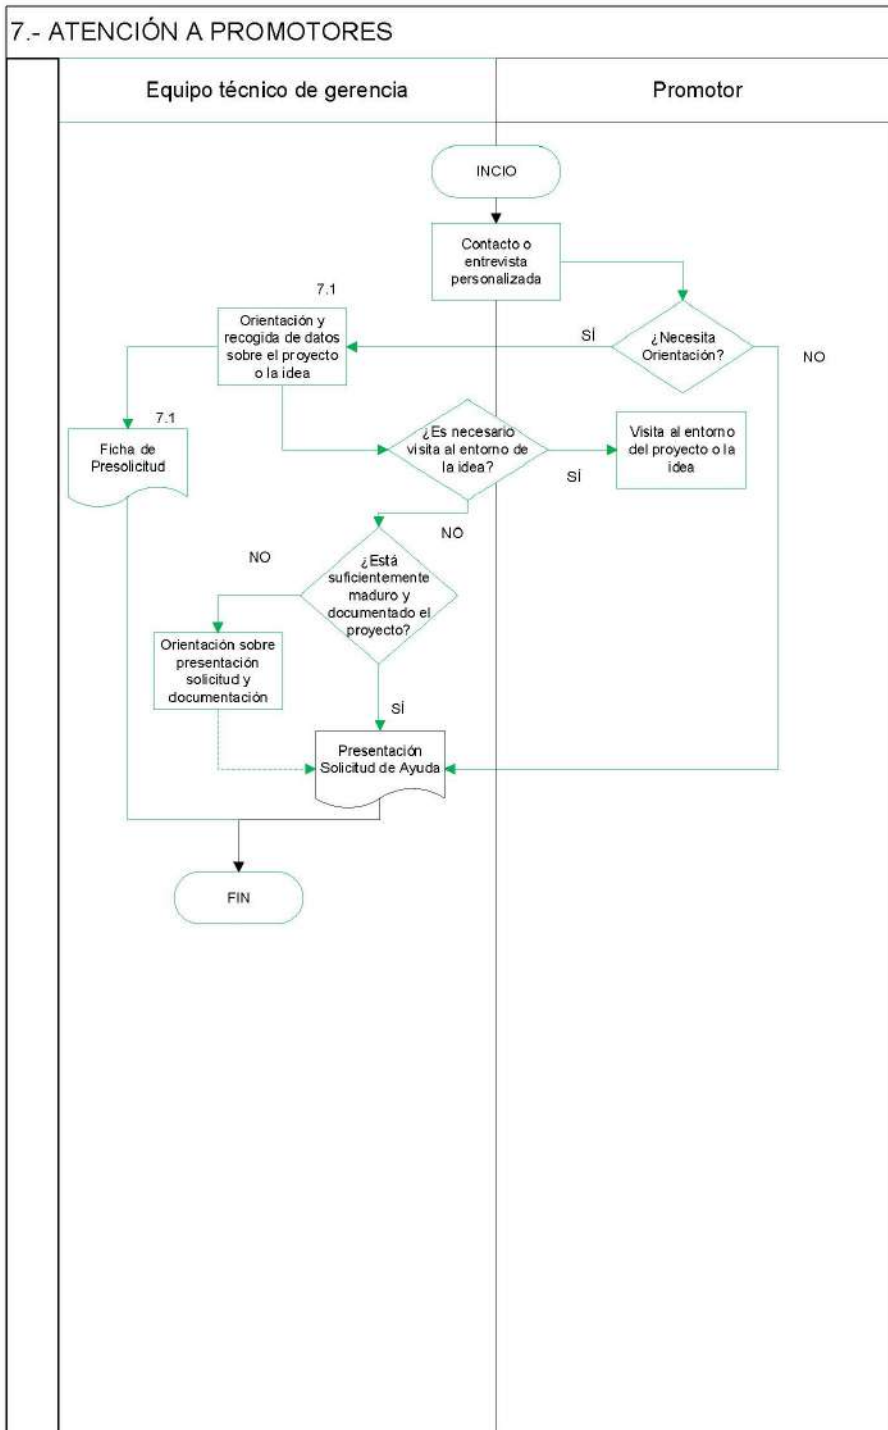 7.- ATENCIÓN A PROMOTORES
Equipo técnico de gerencia
Promotor
INCIO
Contacto o
entrevista
personalizada
7.1
Orientación y
recogida de datos
sobre el proyecto
o la idea
SÍ
¿Necesita
Orientación?
NO
7.1
Ficha de
Presolicitud
¿Es necesario
visita al entorno de
la idea?
SÍ
Visita al entorno
del proyecto o la
idea
NO
NO
¿Está
suficientemente
maduro y
documentado el
proyecto?
Orientación sobre
presentación
solicitud y
documentación
SÍ
Presentación
Solicitud de Ayuda
FIN